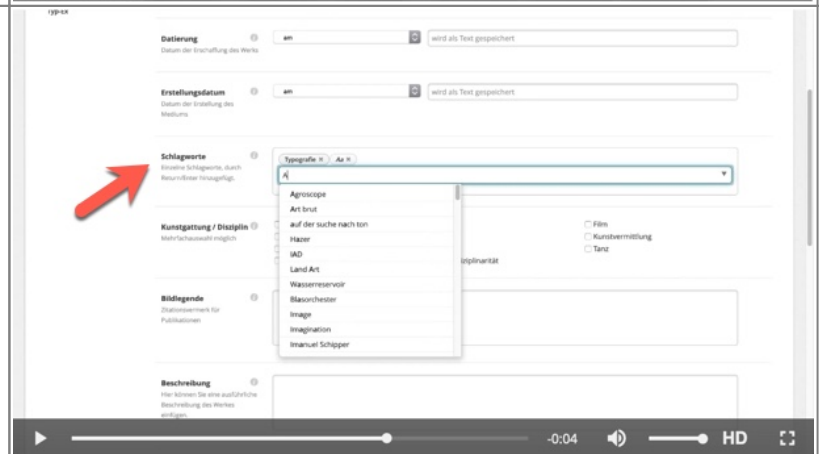 Typ-Ex
Datierung
Datum der Erschaffung des Werks
am
wird als Text gespeichert
Erstellungsdatum
Datum der Erstellung des
Mediums
am
wird als Text gespeichert
Schlagworte
Einzelne Schlagworte, durch
Return/Enter hinzugefügt.
Typografie × Aa ×
A
Agroscope
Art brut
auf der suche nach ton
Hazer
IAD
Land Art
Wasserreservoir
Blasorchester
Image
Imagination
Imanuel Schipper
Kunstgattung / Disziplin
Mehrfachauswahl möglich
Film
Kunstvermittlung
Tanz
ziplinarität
Bildlegende
Zitationsvermerk für
Publikationen
Beschreibung
Hier können Sie eine ausführliche
Beschreibung des Werkes
einfügen.
-0:04 HD